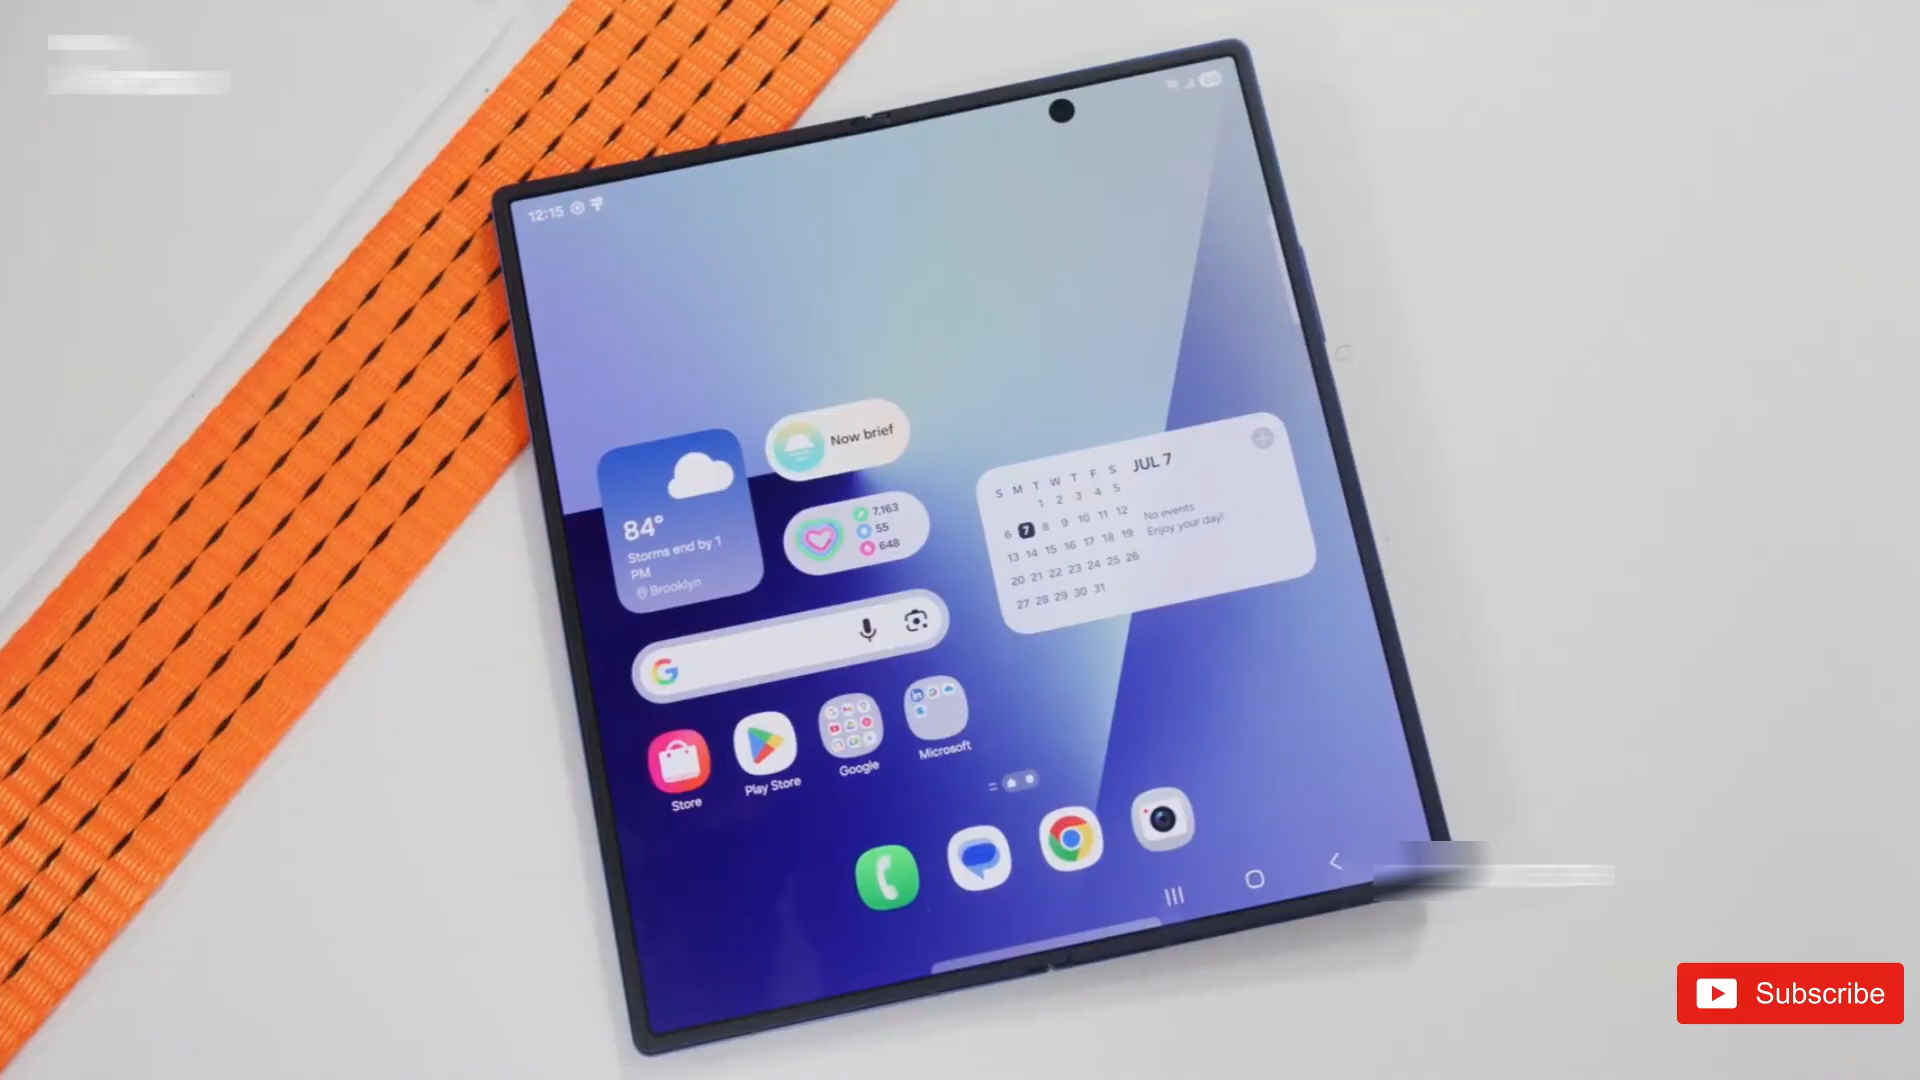 12:15
Now brief
84°
Storms end by 1
PM
Brooklyn
7,163
55
648
S M T W T F S
JUL 7
1 2 3 4 5
6 7 8 9 10 11 12
13 14 15 16 17 18 19
20 21 22 23 24 25 26
27 28 29 30 31
No events
Enjoy your day!
Store
Play Store
Google
Microsoft
Subscribe